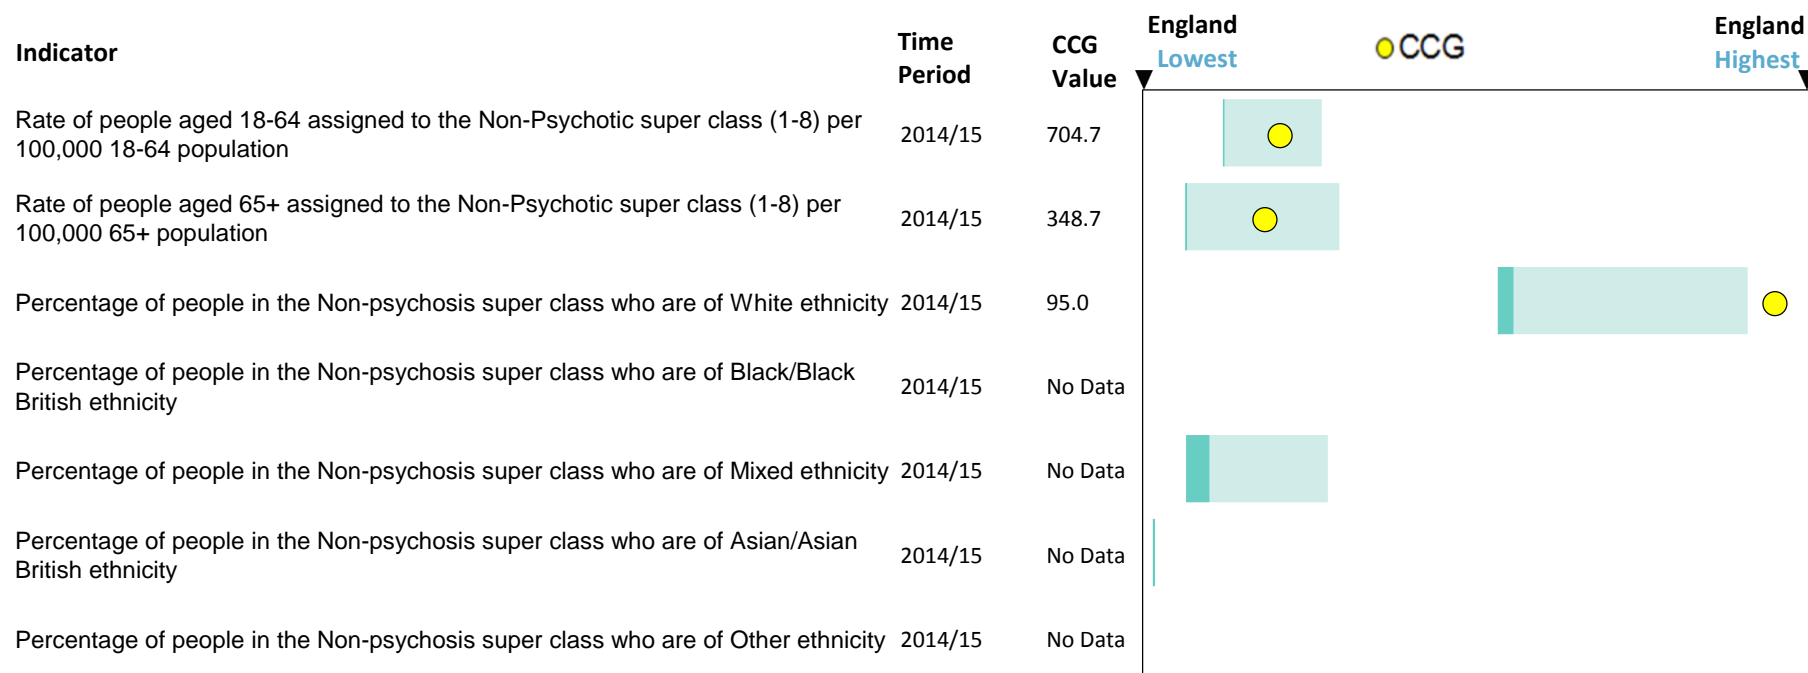 Indicator
Time
Period
CCG
Value
England
Lowest
CCG
England
Highest
Rate of people aged 18-64 assigned to the Non-Psychotic super class (1-8) per
100,000 18-64 population
2014/15
704.7
Rate of people aged 65+ assigned to the Non-Psychotic super class (1-8) per
100,000 65+ population
2014/15
348.7
Percentage of people in the Non-psychosis super class who are of White ethnicity
2014/15
95.0
Percentage of people in the Non-psychosis super class who are of Black/Black
British ethnicity
2014/15
No Data
Percentage of people in the Non-psychosis super class who are of Mixed ethnicity
2014/15
No Data
Percentage of people in the Non-psychosis super class who are of Asian/Asian
British ethnicity
2014/15
No Data
Percentage of people in the Non-psychosis super class who are of Other ethnicity
2014/15
No Data